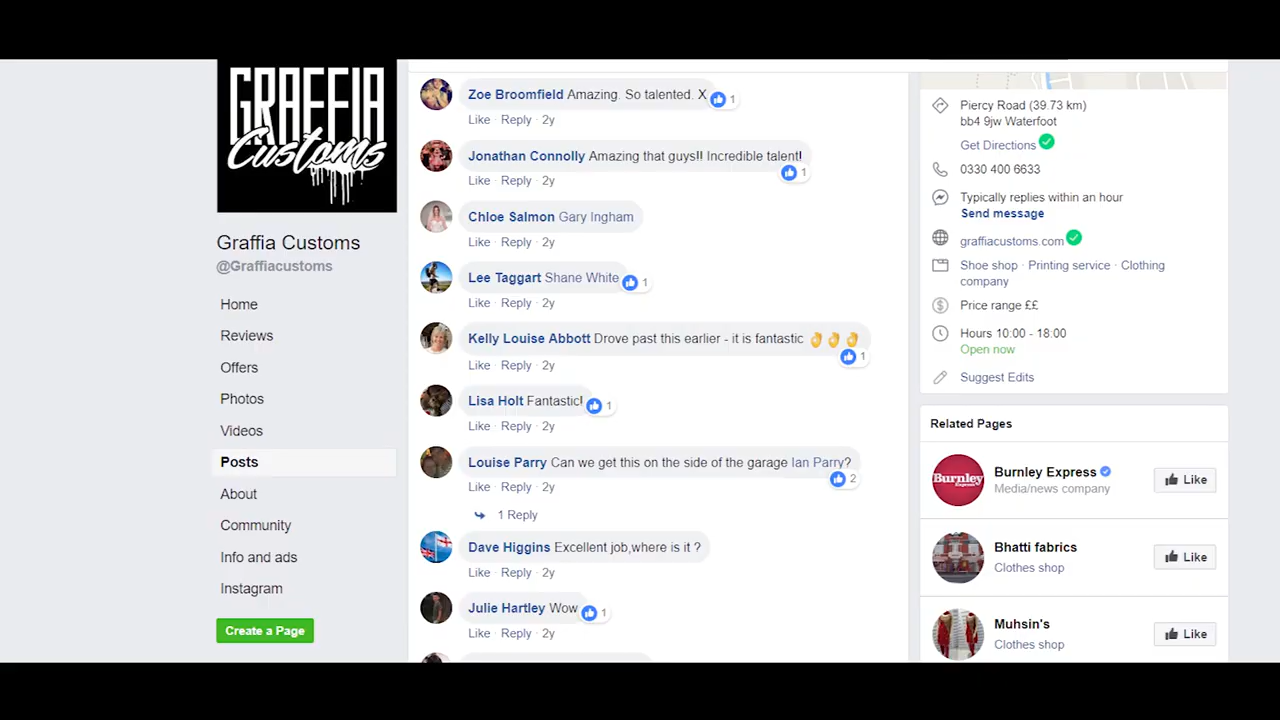 GRAFFIA
Customs
Graffia Customs
@Graffiacustoms
Home
Reviews
Offers
Photos
Videos
Posts
About
Community
Info and ads
Instagram
Create a Page
Zoe Broomfield Amazing. So talented. X 1
Like · Reply · 2y
Jonathan Connolly Amazing that guys!! Incredible talent!
1
Like · Reply · 2y
Chloe Salmon Gary Ingham
Like · Reply · 2y
Lee Taggart Shane White 1
Like · Reply · 2y
Kelly Louise Abbott Drove past this earlier - it is fantastic 👌👌👌
1
Like · Reply · 2y
Lisa Holt Fantastic! 1
Like · Reply · 2y
Louise Parry Can we get this on the side of the garage Ian Parry?
2
Like · Reply · 2y
1 Reply
Dave Higgins Excellent job,where is it ?
Like · Reply · 2y
Julie Hartley Wow 1
Like · Reply · 2y
Piercy Road (39.73 km)
bb4 9jw Waterfoot
Get Directions
0330 400 6633
Typically replies within an hour
Send message
graffiacustoms.com
Shoe shop · Printing service · Clothing
company
Price range ££
Hours 10:00 - 18:00
Open now
Suggest Edits
Related Pages
Burnley
Express
Burnley Express
Media/news company
Like
Bhatti fabrics
Clothes shop
Like
Muhsin's
Clothes shop
Like